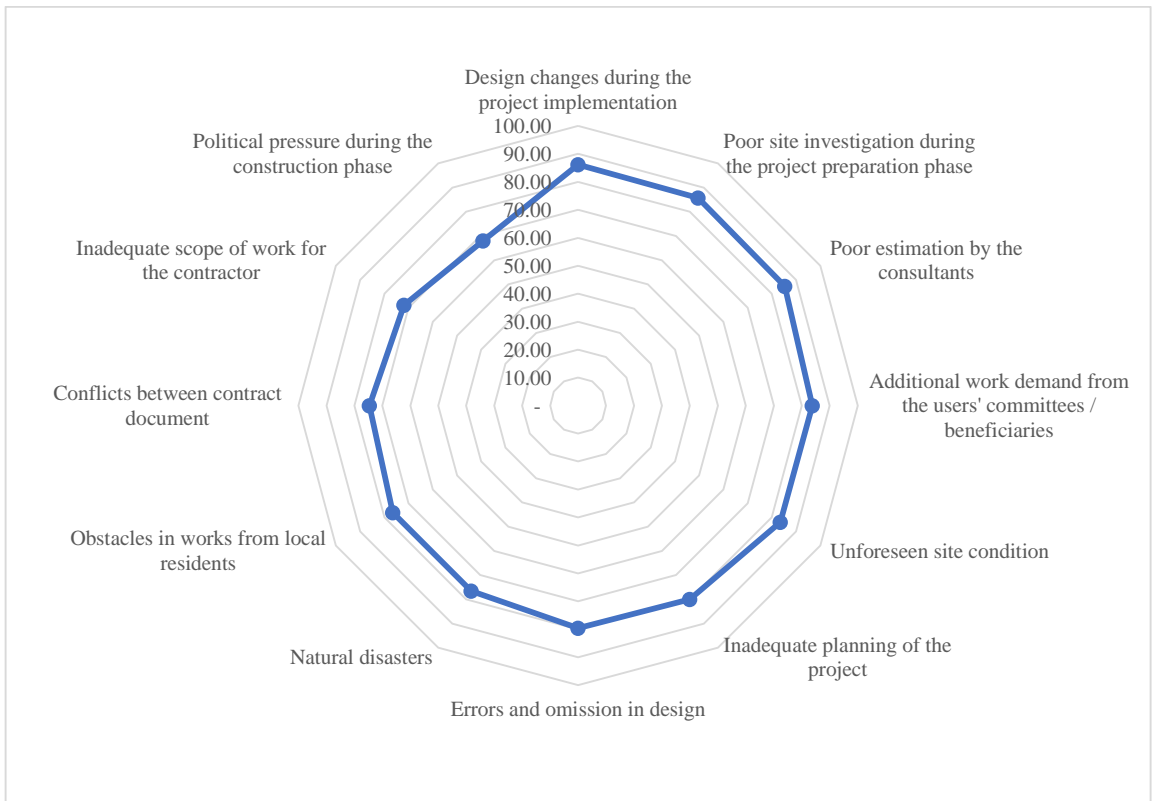 Design changes during the
project implementation
Poor site investigation during
the project preparation phase
Poor estimation by the
consultants
Additional work demand from
the users' committees /
beneficiaries
Unforeseen site condition
Inadequate planning of the
project
Errors and omission in design
Natural disasters
Obstacles in works from local
residents
Conflicts between contract
document
Inadequate scope of work for
the contractor
Political pressure during the
construction phase
100.00
90.00
80.00
70.00
60.00
50.00
40.00
30.00
20.00
10.00
-